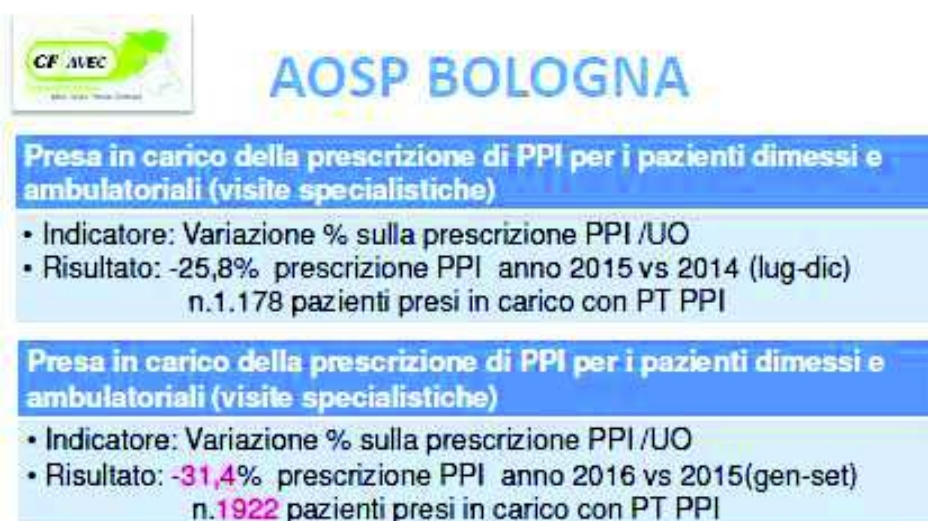 CF AVEC
AOSP BOLOGNA
Presa in carico della prescrizione di PPI per i pazienti dimessi e
ambulatoriali (visite specialistiche)
• Indicatore: Variazione % sulla prescrizione PPI /UO
• Risultato: -25,8% prescrizione PPI anno 2015 vs 2014 (lug-dic)
n.1.178 pazienti presi in carico con PT PPI
Presa in carico della prescrizione di PPI per i pazienti dimessi e
ambulatoriali (visite specialistiche)
• Indicatore: Variazione % sulla prescrizione PPI /UO
• Risultato: -31,4% prescrizione PPI anno 2016 vs 2015(gen-set)
n.1922 pazienti presi in carico con PT PPI